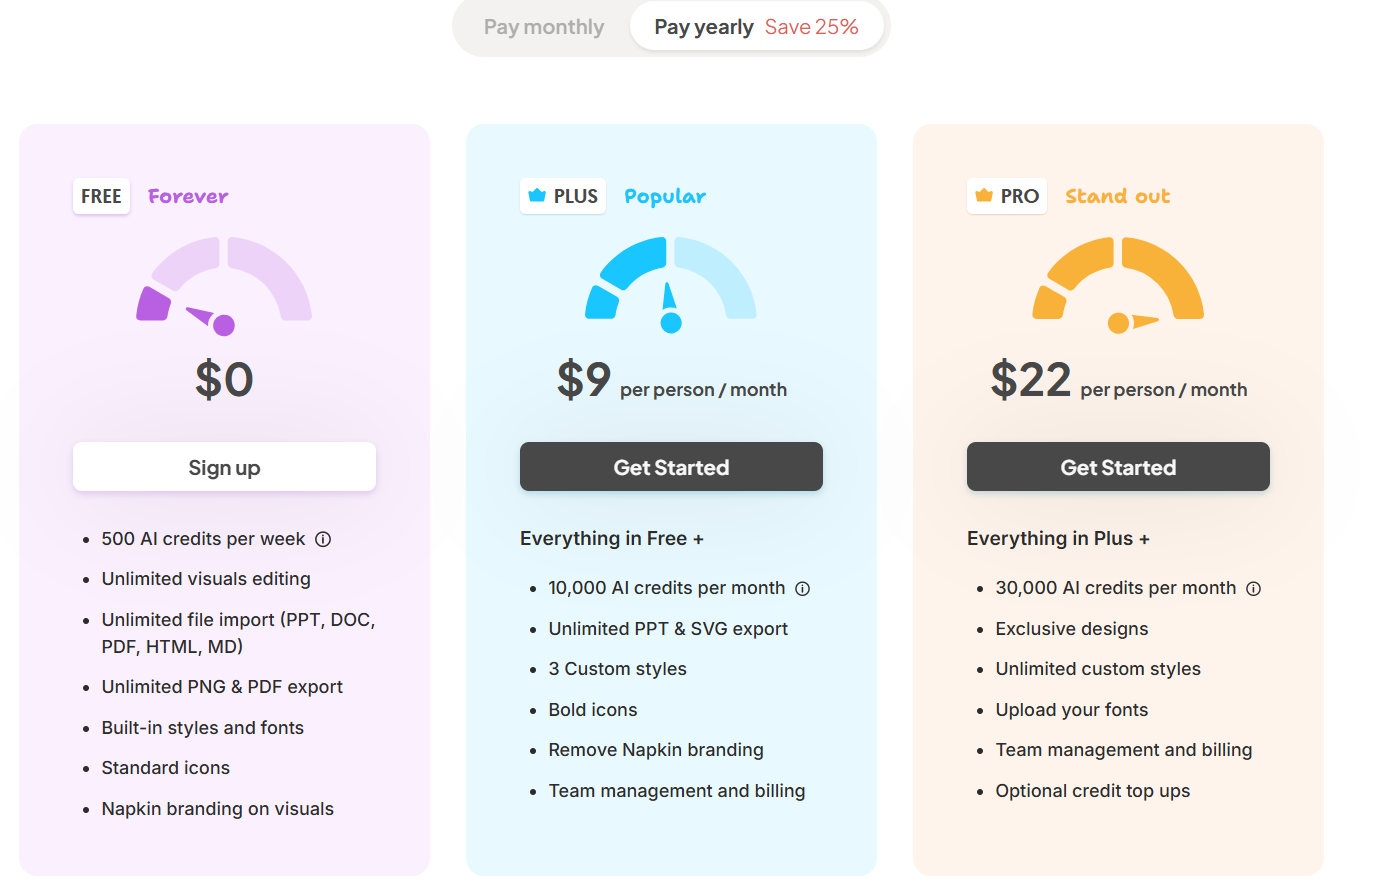 Pay monthly
Pay yearly Save 25%
FREE Forever
$0
Sign up
500 AI credits per week
Unlimited visuals editing
Unlimited file import (PPT, DOC,
PDF, HTML, MD)
Unlimited PNG & PDF export
Built-in styles and fonts
Standard icons
Napkin branding on visuals
PLUS Popular
$9 per person / month
Get Started
Everything in Free +
10,000 AI credits per month
Unlimited PPT & SVG export
3 Custom styles
Bold icons
Remove Napkin branding
Team management and billing
PRO Stand out
$22 per person / month
Get Started
Everything in Plus +
30,000 AI credits per month
Exclusive designs
Unlimited custom styles
Upload your fonts
Team management and billing
Optional credit top ups